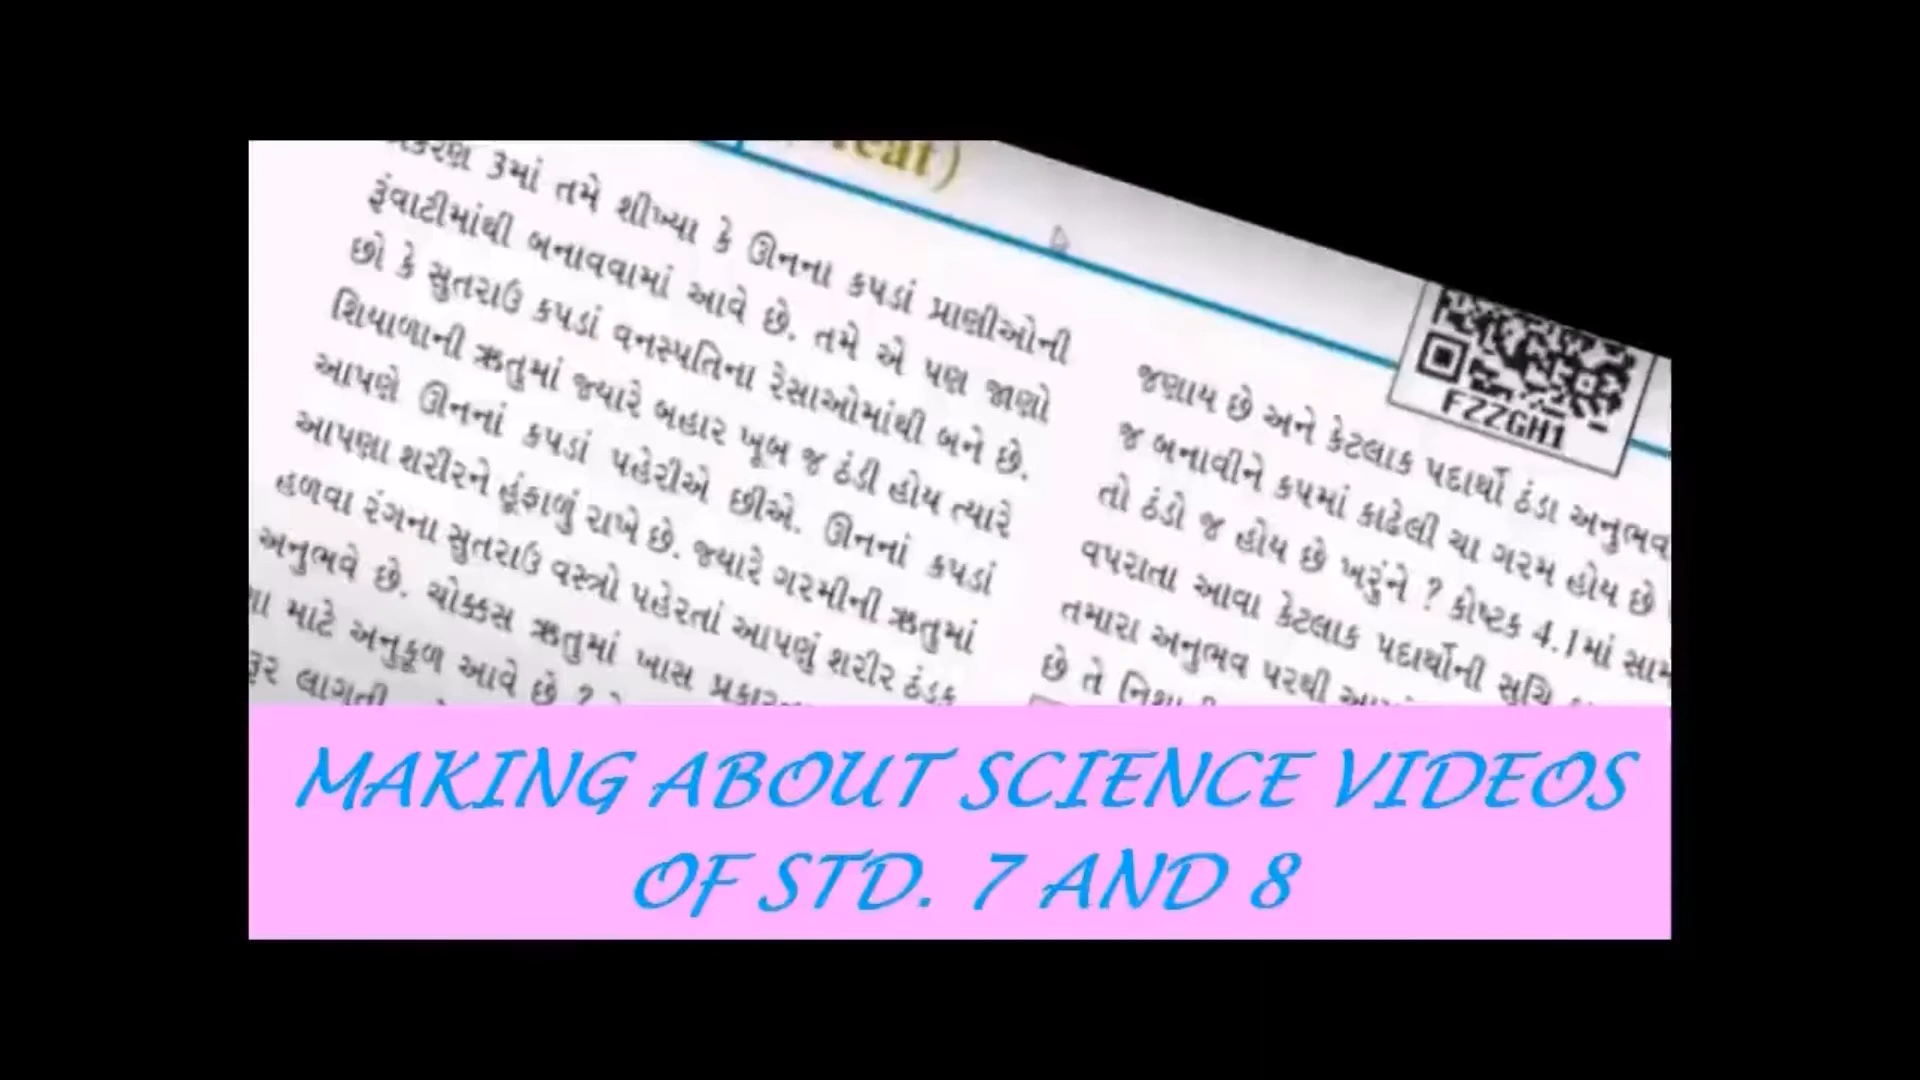 eat)
3માં તમે શીખ્યા કે ઊનના કપડાં પ્રાણીઓની
રૂંવાટીમાંથી બનાવવામાં આવે છે. તમે એ પણ જાણો
છો કે સુતરાઉ કપડાં વનસ્પતિના રેસાઓમાંથી બને છે.
શિયાળાની ઋતુમાં જ્યારે બહાર ખૂબ જ ઠંડી હોય ત્યારે
આપણે ઊનનાં કપડાં પહેરીએ છીએ. ઊનનાં કપડાં
આપણા શરીરને હૂંફાળું રાખે છે. જ્યારે ગરમીની ઋતુમાં
હળવા રંગના સુતરાઉ વસ્ત્રો પહેરતાં આપણું શરીર ઠંડક
અનુભવે છે. ચોક્કસ ઋતુમાં ખાસ
માટે અનુકૂળ આવે છે ?
લાગતી
FZZGH1
જણાય છે અને કેટલાક પદાર્થો ઠંડા અનુભવ
જ બનાવીને કપમાં કાઢેલી ચા ગરમ હોય છે
તો ઠંડો જ હોય છે ખરુંને ? કોષ્ટક 4.1માં
વપરાતા આવા કેટલાક પદાર્થોની સૂચિ
તમારા અનુભવ પરથી
છે તે
MAKING ABOUT SCIENCE VIDEOS
OF STD. 7 AND 8